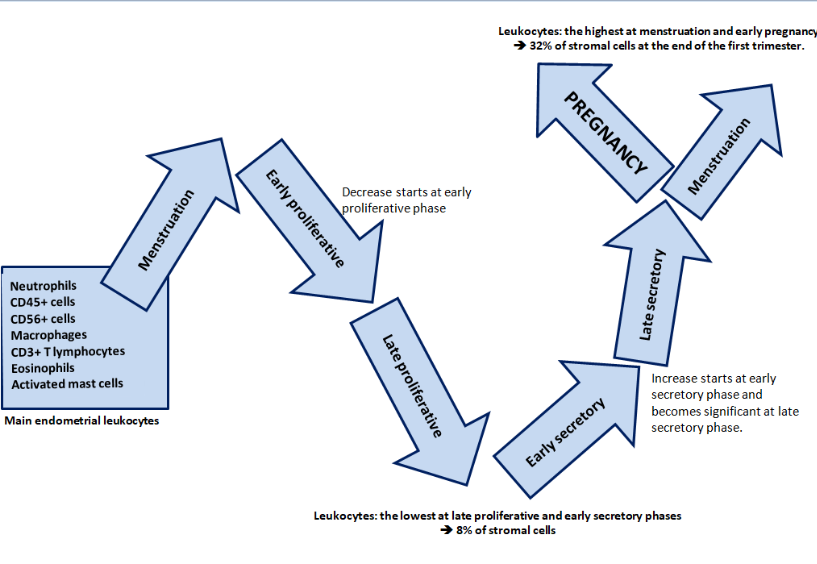 Leukocytes: the highest at menstruation and early pregnancy
➔ 32% of stromal cells at the end of the first trimester.
PREGNANCY
Menstruation
Menstruation
Early proliferative
Decrease starts at early
proliferative phase
Neutrophils
CD45+ cells
CD56+ cells
Macrophages
CD3+ T lymphocytes
Eosinophils
Activated mast cells
Main endometrial leukocytes
Late proliferative
Late secretory
Early secretory
Increase starts at early
secretory phase and
becomes significant at late
secretory phase.
Leukocytes: the lowest at late proliferative and early secretory phases
➔ 8% of stromal cells